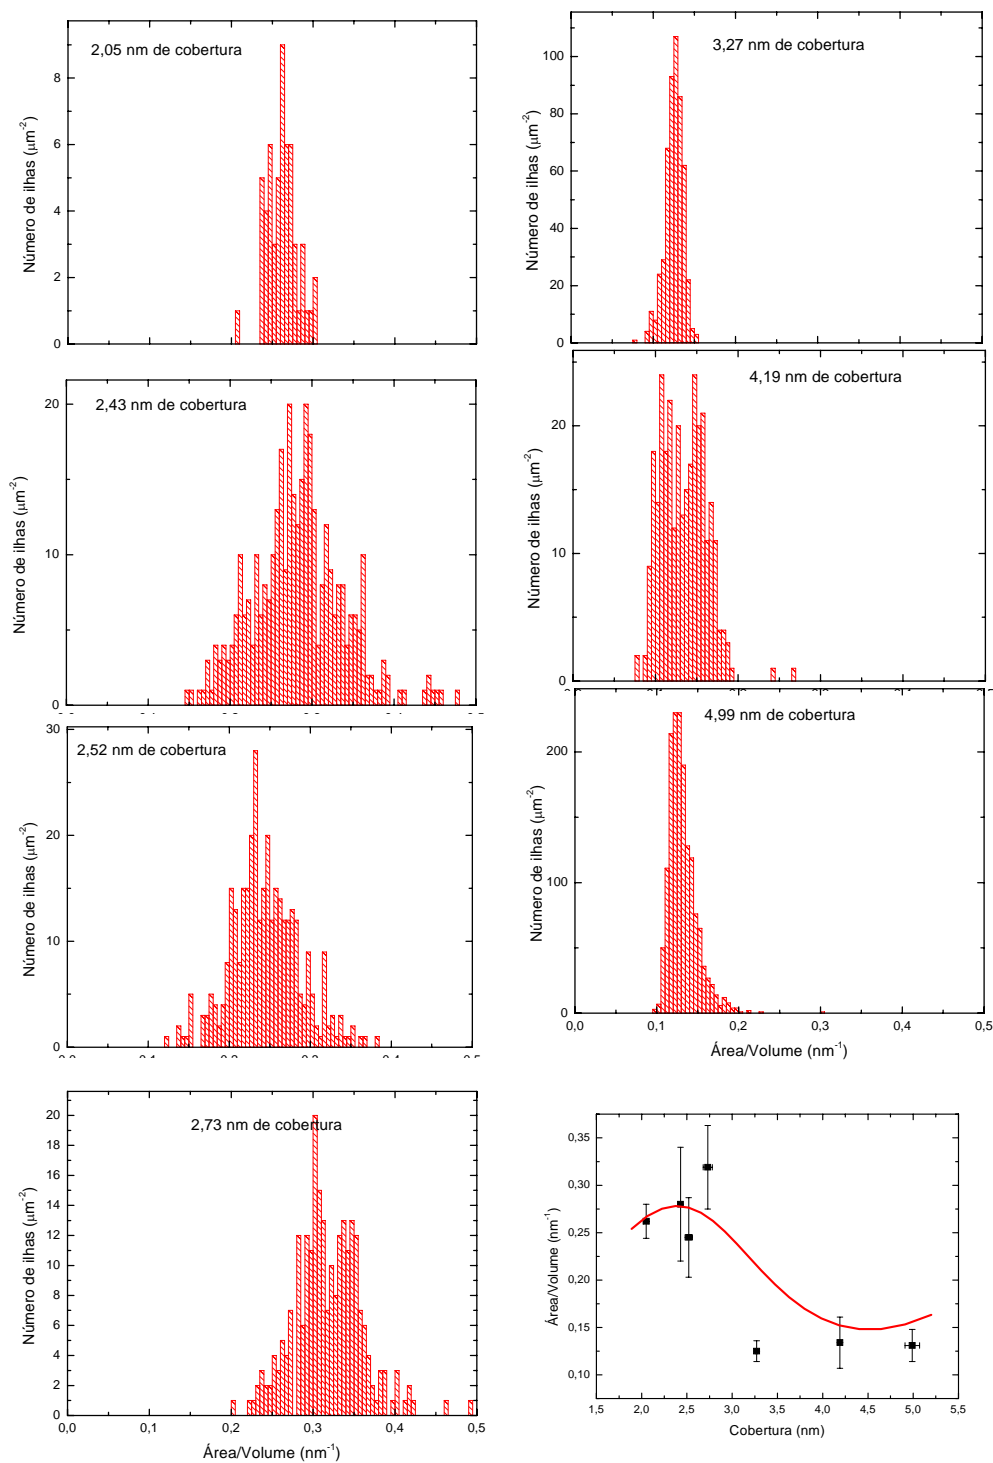 2,05 nm de cobertura
8
6
4
2
0
Número de ilhas (μm-2)
2,43 nm de cobertura
20
10
0
Número de ilhas (μm-2)
2,52 nm de cobertura
30
20
10
0
Número de ilhas (μm-2)
2,73 nm de cobertura
20
18
16
14
12
10
8
6
4
2
0
Número de ilhas (μm-2)
0,0 0,1 0,2 0,3 0,4 0,5
Área/Volume (nm-1)
3,27 nm de cobertura
100
80
60
40
20
0
Número de ilhas (μm-2)
4,19 nm de cobertura
20
10
0
Número de ilhas (μm-2)
4,99 nm de cobertura
200
100
0
Número de ilhas (μm-2)
0,0 0,1 0,2 0,3 0,4 0,5
Área/Volume (nm-1)
0,35
0,30
0,25
0,20
0,15
0,10
Área/Volume (nm-1)
1,5 2,0 2,5 3,0 3,5 4,0 4,5 5,0 5,5
Cobertura (nm)